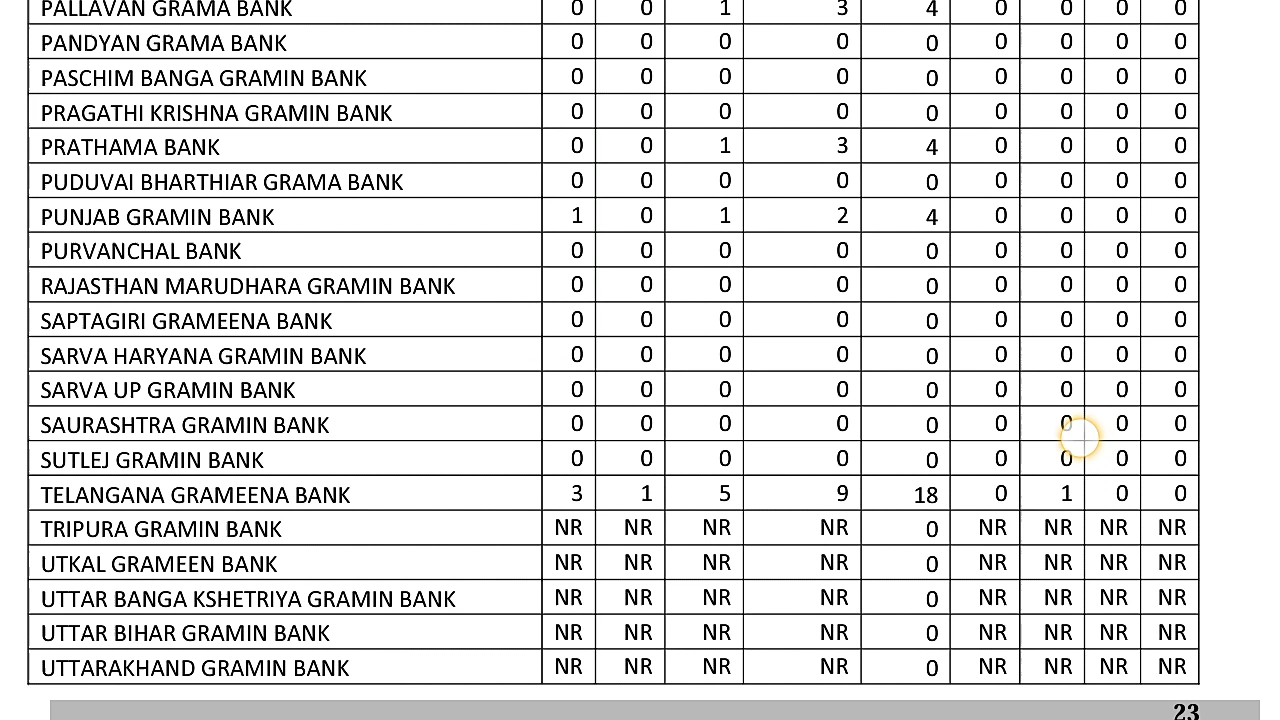 PALLAVAN GRAMA BANK 0 0 1 3 4 0 0 0 0
PANDYAN GRAMA BANK 0 0 0 0 0 0 0 0 0
PASCHIM BANGA GRAMIN BANK 0 0 0 0 0 0 0 0 0
PRAGATHI KRISHNA GRAMIN BANK 0 0 0 0 0 0 0 0 0
PRATHAMA BANK 0 0 1 3 4 0 0 0 0
PUDUVAI BHARTHIAR GRAMA BANK 0 0 0 0 0 0 0 0 0
PUNJAB GRAMIN BANK 1 0 1 2 4 0 0 0 0
PURVANCHAL BANK 0 0 0 0 0 0 0 0 0
RAJASTHAN MARUDHARA GRAMIN BANK 0 0 0 0 0 0 0 0 0
SAPTAGIRI GRAMEENA BANK 0 0 0 0 0 0 0 0 0
SARVA HARYANA GRAMIN BANK 0 0 0 0 0 0 0 0 0
SARVA UP GRAMIN BANK 0 0 0 0 0 0 0 0 0
SAURASHTRA GRAMIN BANK 0 0 0 0 0 0 0 0 0
SUTLEJ GRAMIN BANK 0 0 0 0 0 0 0 0 0
TELANGANA GRAMEENA BANK 3 1 5 9 18 0 1 0 0
TRIPURA GRAMIN BANK NR NR NR NR 0 NR NR NR NR
UTKAL GRAMEEN BANK NR NR NR NR 0 NR NR NR NR
UTTAR BANGA KSHETRIYA GRAMIN BANK NR NR NR NR 0 NR NR NR NR
UTTAR BIHAR GRAMIN BANK NR NR NR NR 0 NR NR NR NR
UTTARAKHAND GRAMIN BANK NR NR NR NR 0 NR NR NR NR
23